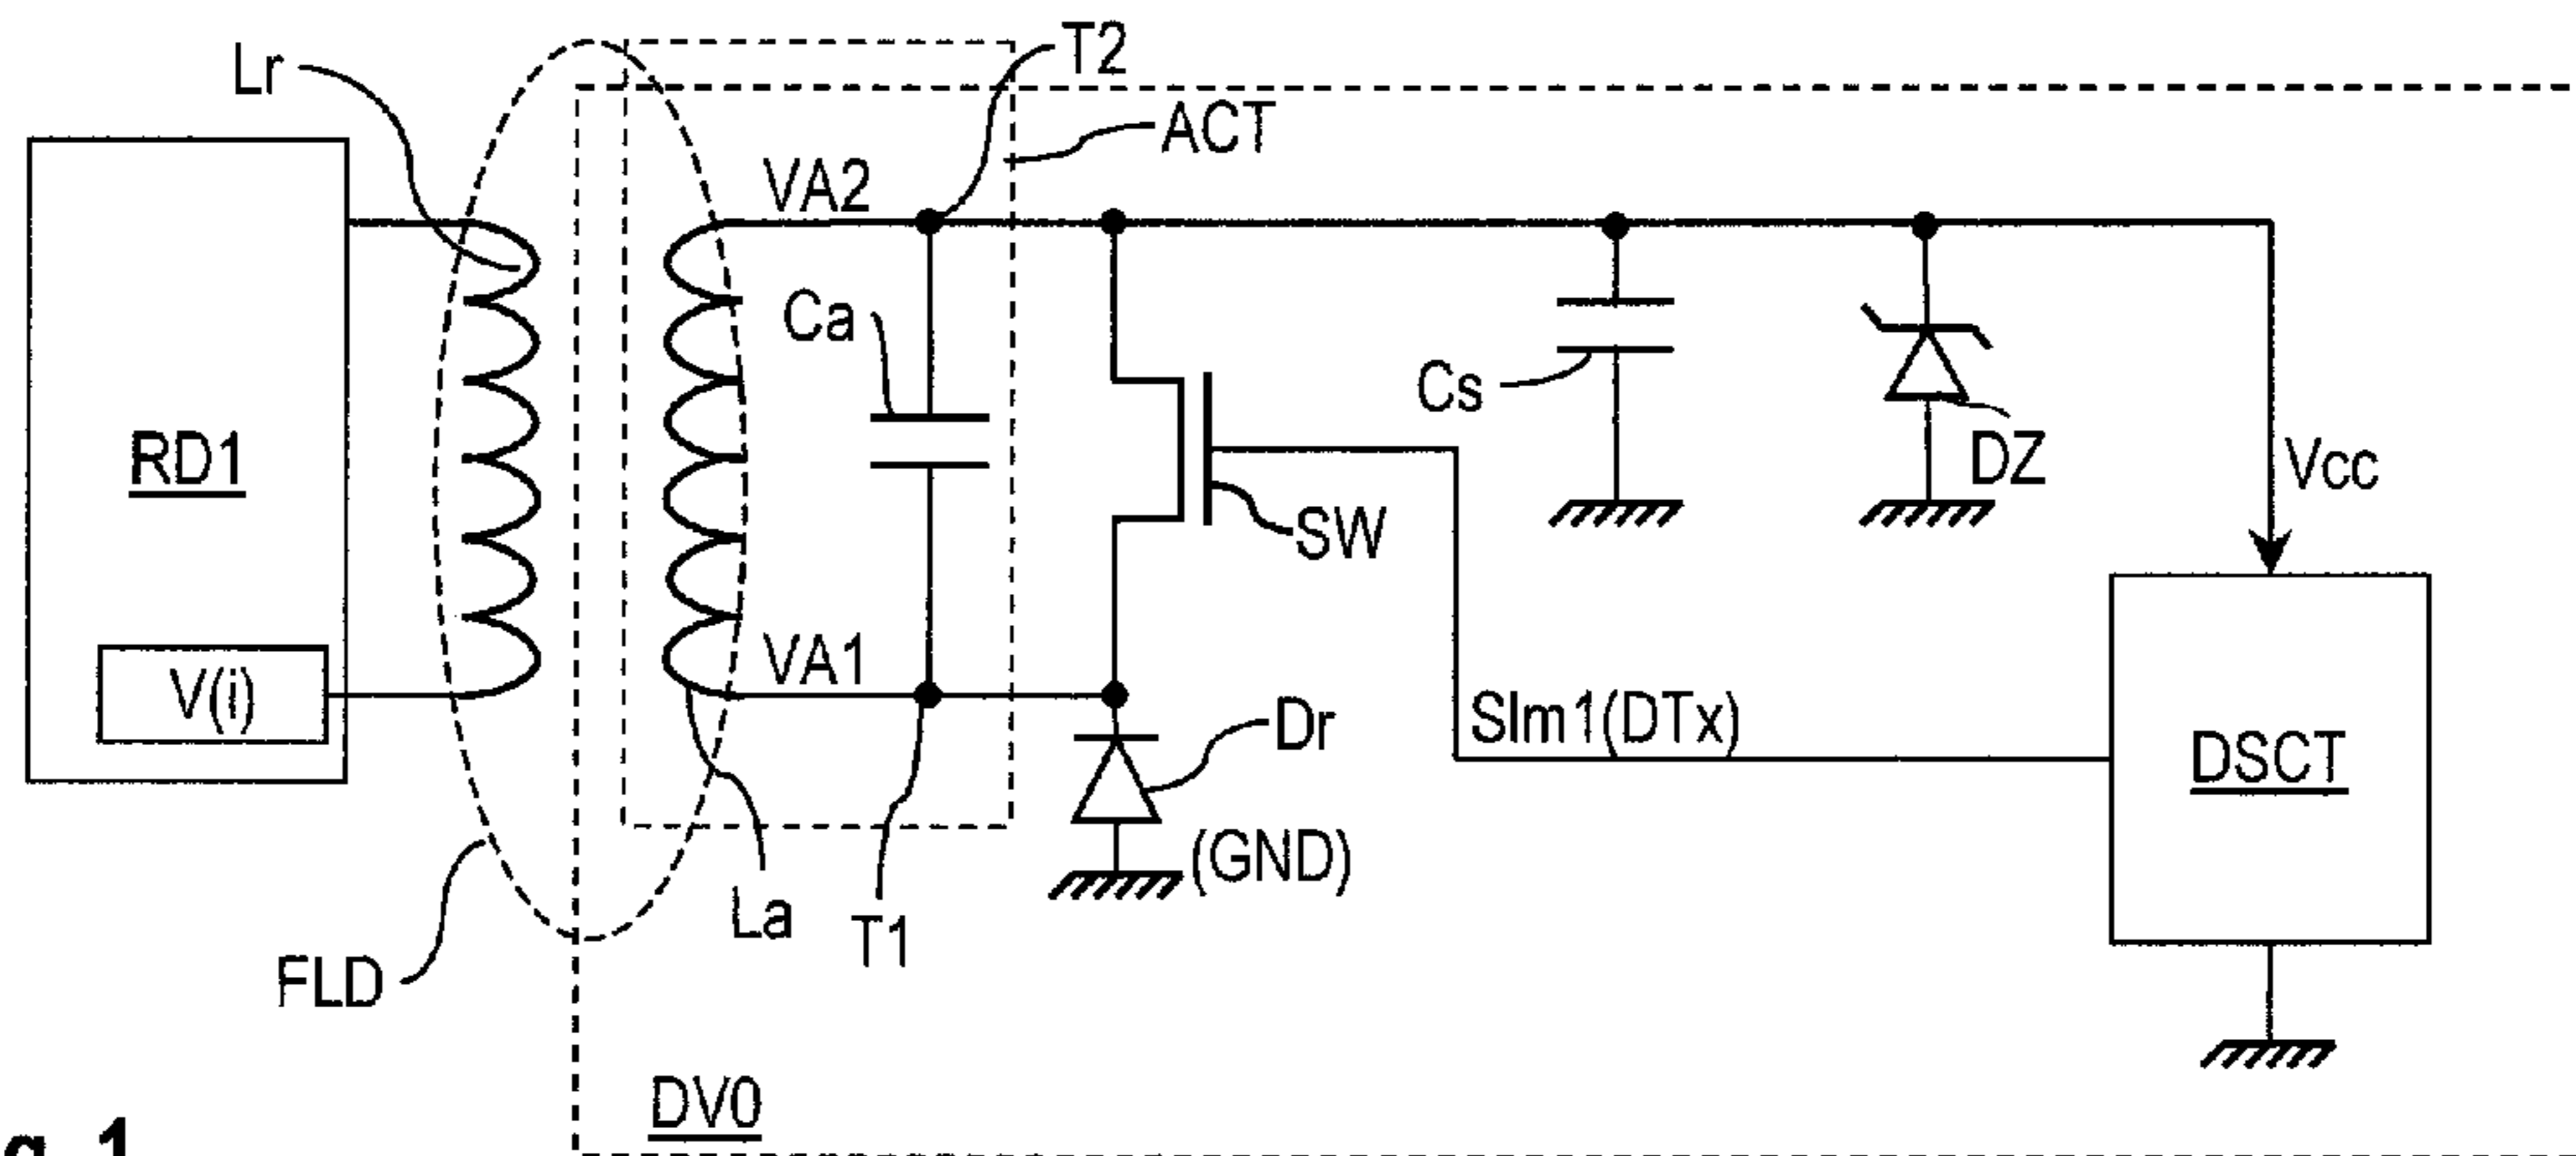 Lr
T2
ACT
VA2
Ca
RD1
Cs
DZ
Vcc
SW
VA1
V(i)
Slm1(DTx)
Dr
DSCT
(GND)
La
T1
FLD
DV0
g. 1